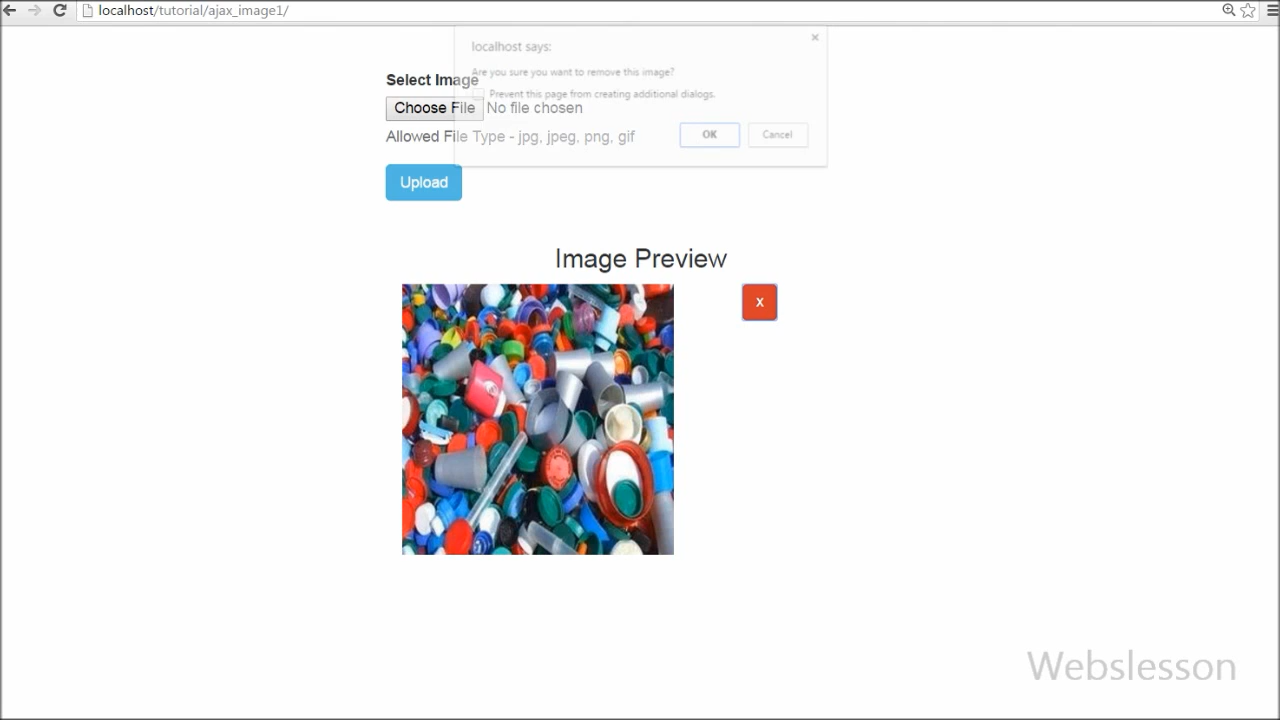 localhost/tutorial/ajax_image1/
localhost says:
Are you sure you want to remove this image?
Prevent this page from creating additional dialogs.
OK
Cancel
Select Image
Choose File No file chosen
Allowed File Type - jpg, jpeg, png, gif
Upload
Image Preview
x
Webslesson